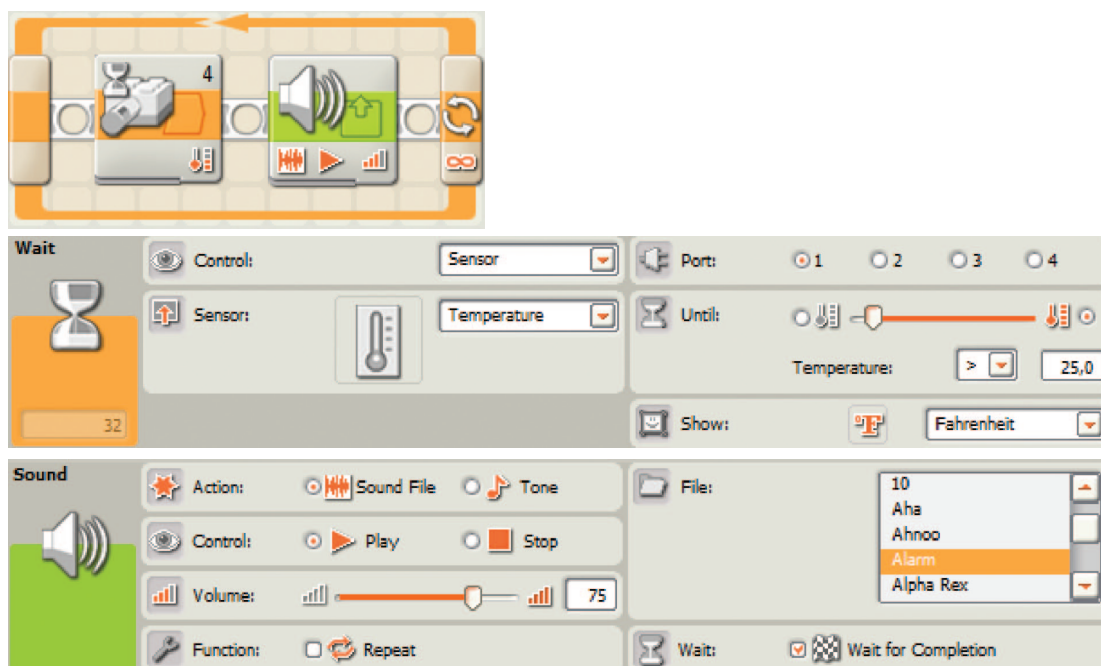 4
Wait
Control:
Sensor
Port:
1
2
3
4
Sensor:
Temperature
Until:
Temperature:
>
25,0
32
Show:
°F
Fahrenheit
Sound
Action:
Sound File
Tone
File:
10
Aha
Ahnoo
Alarm
Alpha Rex
Control:
Play
Stop
Volume:
75
Function:
Repeat
Wait:
Wait for Completion